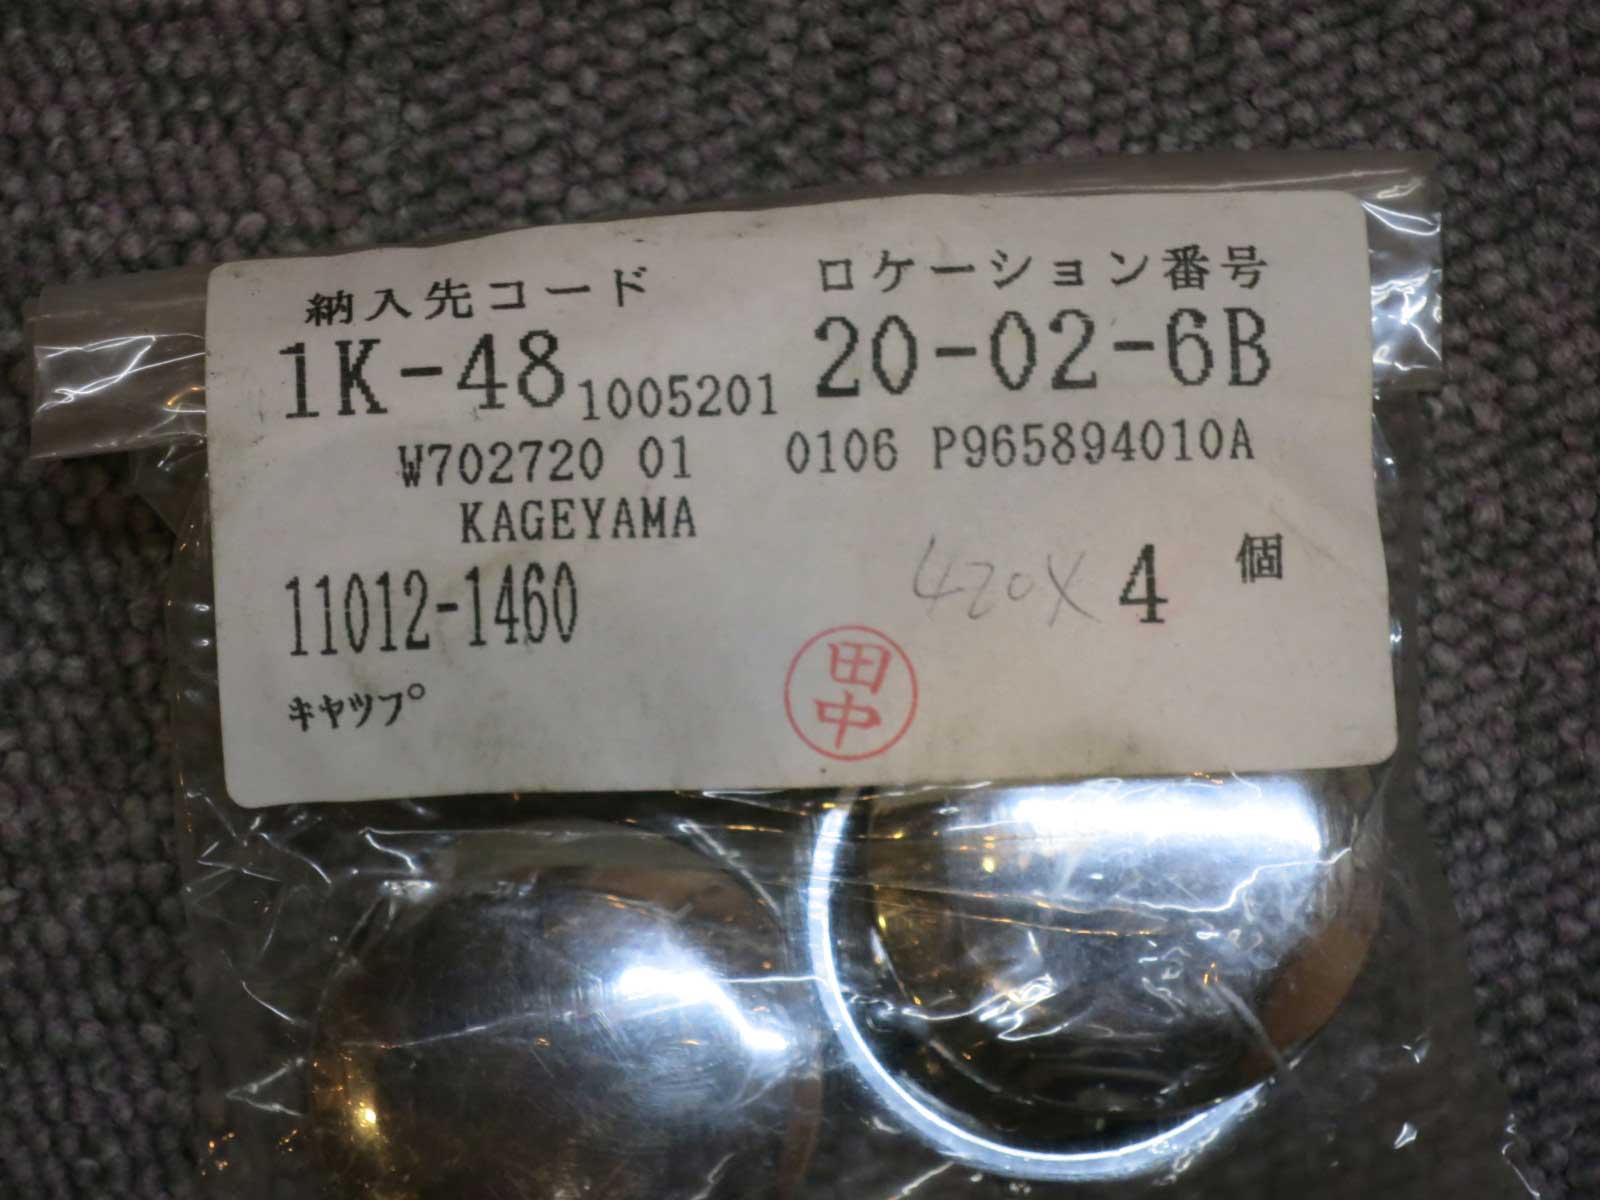 納入先コード ロケーション番号
1K-48 1005201 20-02-6B
W702720 01 0106 P965894010A
KAGEYAMA
11012-1460 420X 4 個
キヤツプ
田中